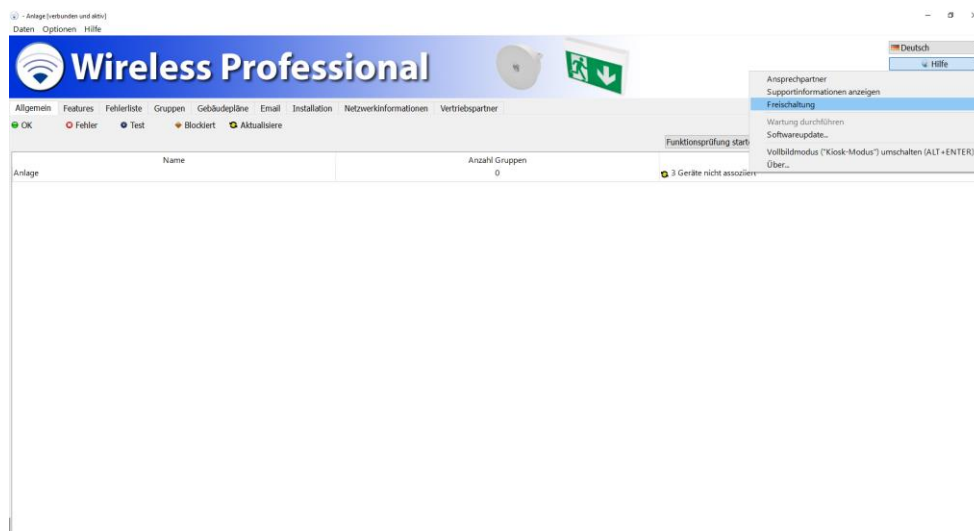 - Anlage [verbunden und aktiv]
Daten Optionen Hilfe
Wireless Professional
Deutsch
Hilfe
Ansprechpartner
Supportinformationen anzeigen
Freischaltung
Wartung durchführen
Softwareupdate...
Vollbildmodus ("Kiosk-Modus") umschalten (ALT+ENTER)
Über...
Allgemein Features Fehlerliste Gruppen Gebäudepläne Email Installation Netzwerkinformationen Vertriebspartner
OK Fehler Test Blockiert Aktualisiere
Funktionsprüfung start
Name Anzahl Gruppen
Anlage 0 3 Geräte nicht assoziiert